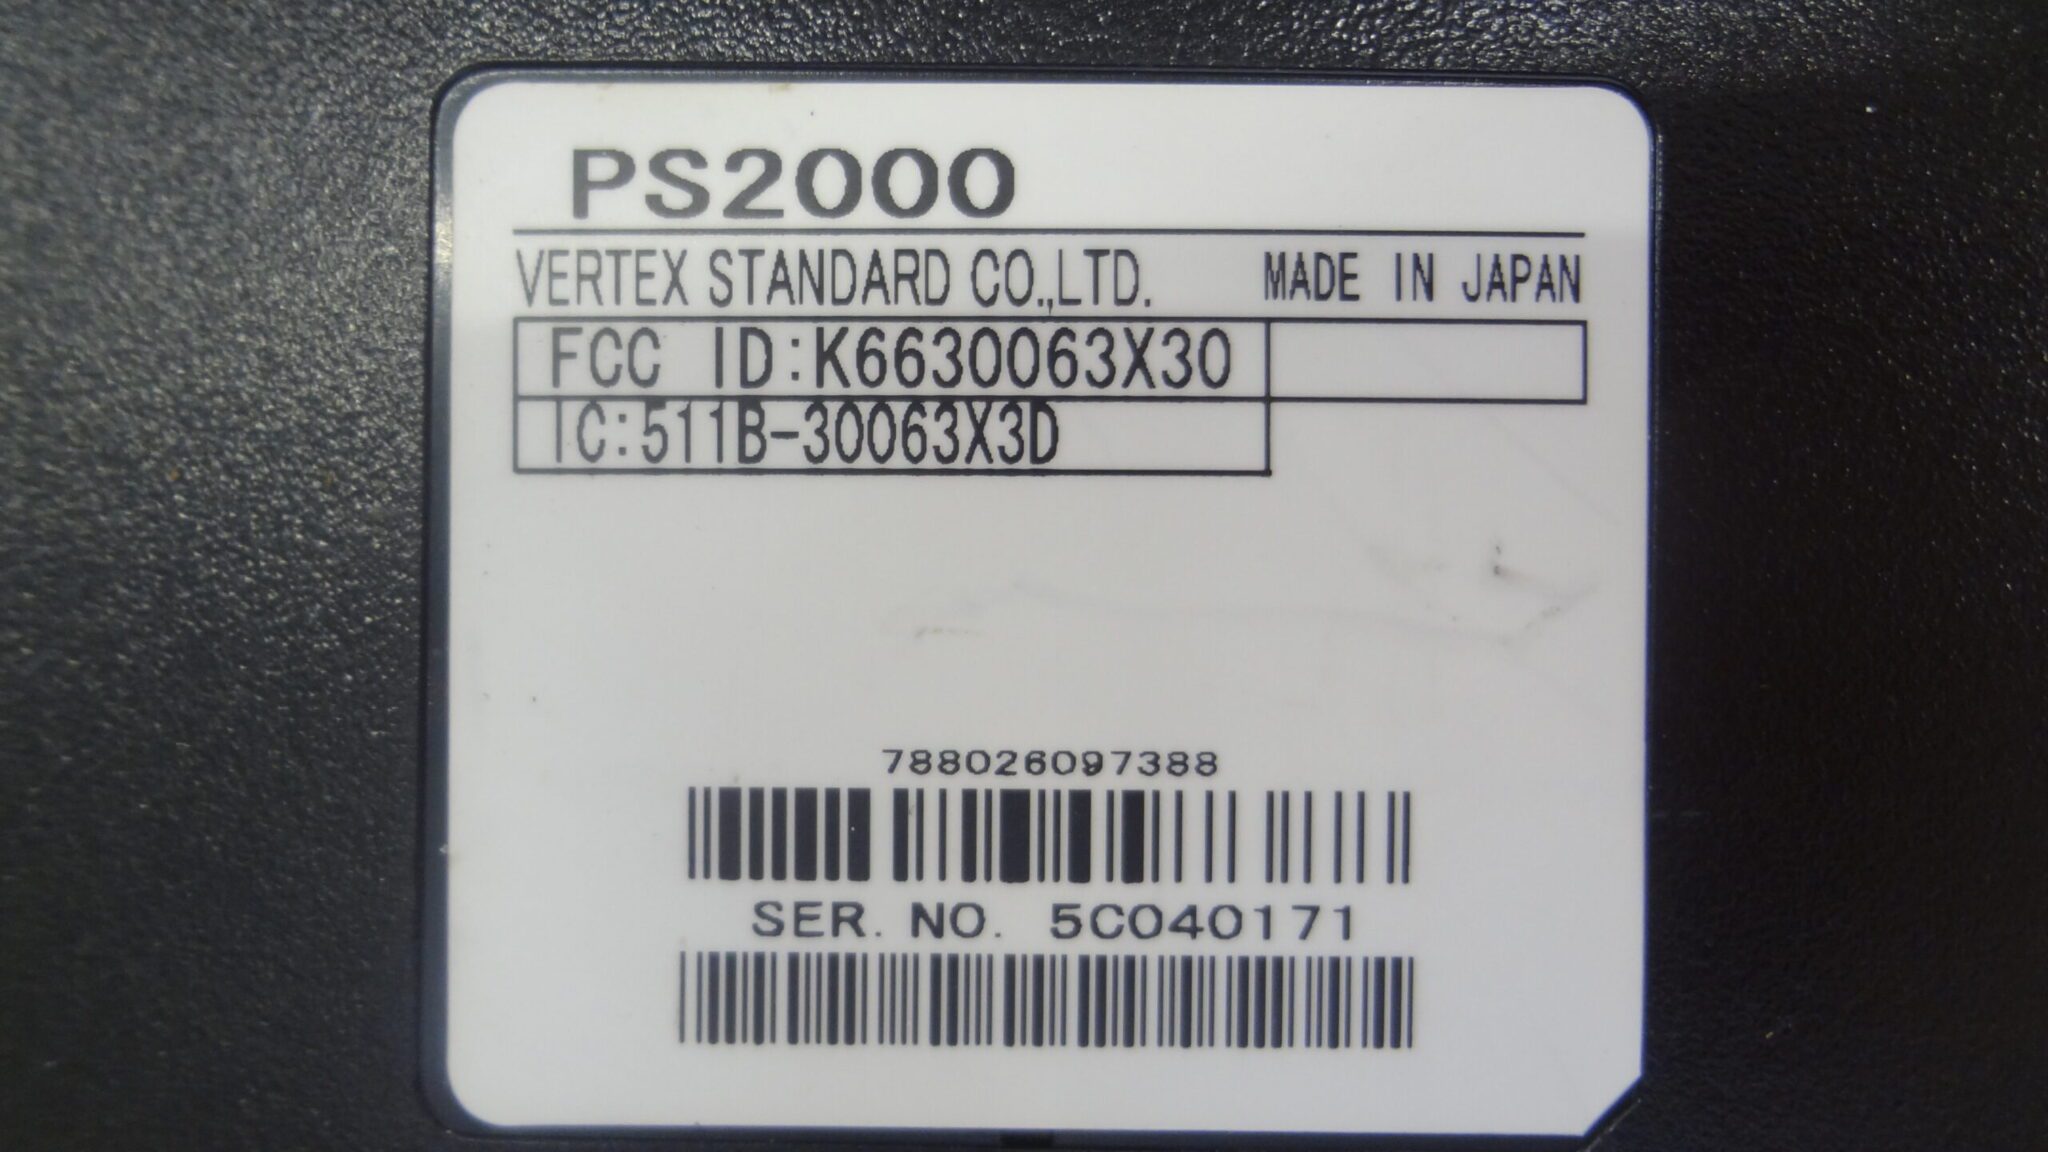 PS2000
VERTEX STANDARD CO.,LTD. MADE IN JAPAN
FCC ID:K6630063X30
IC:511B-30063X3D
788026097388
SER. NO. 5C040171